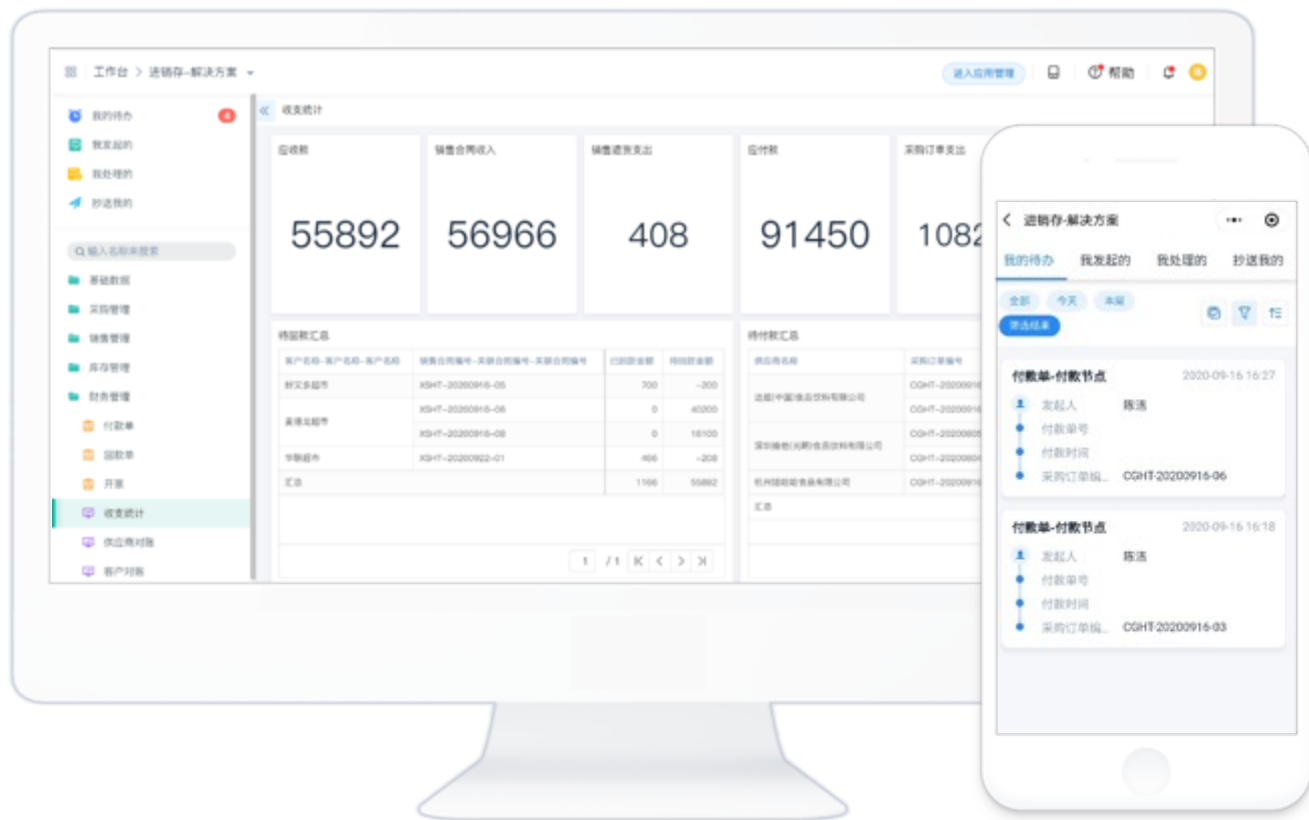 工作台 > 进销存-解决方案
进入应用管理
帮助
我的待办 4
我发起的
我处理的
抄送我的
输入名称来搜索
基础数据
采购管理
销售管理
库存管理
财务管理
付款单
回款单
开票
收支统计
供应商对账
客户对账
收支统计
应收款
55892
销售合同收入
56966
销售退货支出
408
应付款
91450
采购订单支出
1082
待回款汇总
客户名称-客户名称-客户名称 销售合同编号-关联合同编号-关联合同编号 已回款金额 待回款金额
好又多超市 XSHT-20200916-05 700 -200
麦德龙超市 XSHT-20200916-06 0 40200
XSHT-20200916-08 0 16100
华联超市 XSHT-20200922-01 466 -208
汇总 1166 55892
1 / 1
待付款汇总
供应商名称 采购订单编号
达能(中国)食品饮料有限公司 CGHT-20200916
CGHT-20200916
食品饮料有限公司 CGHT-20200805
CGHT-20200804
杭州娃哈哈食品有限公司 CGHT-20200916
汇总
进销存-解决方案
我的待办 我发起的 我处理的 抄送我的
全部 今天 本周
筛选结果
付款单-付款节点 2020-09-16 16:27
发起人 陈洁
付款单号
付款时间
采购订单编... CGHT-20200916-06
付款单-付款节点 2020-09-16 16:18
发起人 陈洁
付款单号
付款时间
采购订单编... CGHT-20200916-03